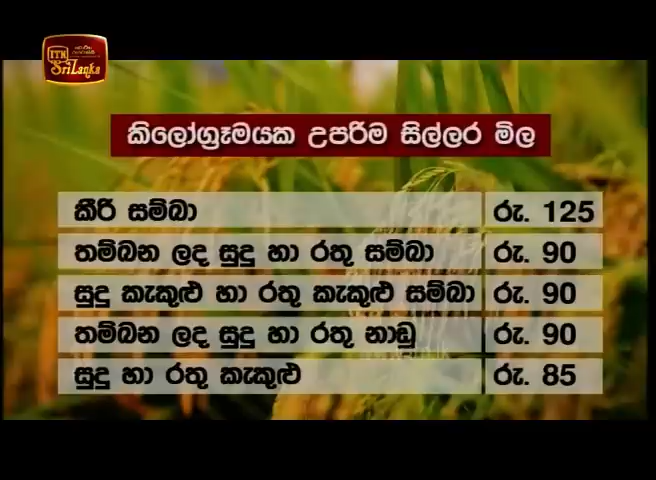 ITN
SriLanka
කිලෝග්‍රෑමයක උපරිම සිල්ලර මිල
කීරි සම්බා රු. 125
තම්බන ලද සුදු හා රතු සම්බා රු. 90
සුදු කැකුළු හා රතු කැකුළු සම්බා රු. 90
තම්බන ලද සුදු හා රතු නාඩු රු. 90
සුදු හා රතු කැකුළු රු. 85